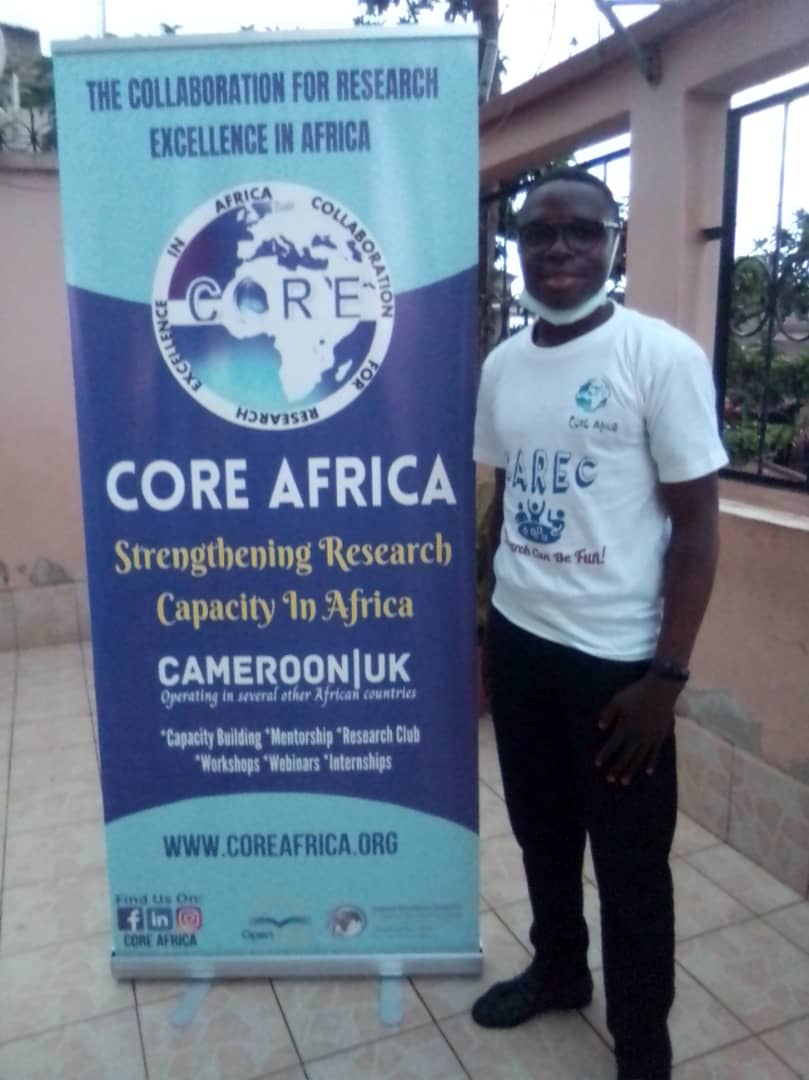 THE COLLABORATION FOR RESEARCH
EXCELLENCE IN AFRICA
IN AFRICA COLLABORATION FOR RESEARCH EXCELLENCE
CORE
CORE AFRICA
Strengthening Research
Capacity In Africa
CAMEROON|UK
Operating in several other African countries
*Capacity Building *Mentorship *Research Club
*Workshops *Webinars *Internships
WWW.COREAFRICA.ORG
Find Us On:
f in
CORE AFRICA
Open
Core Africa
AREC
Can Be Fun!